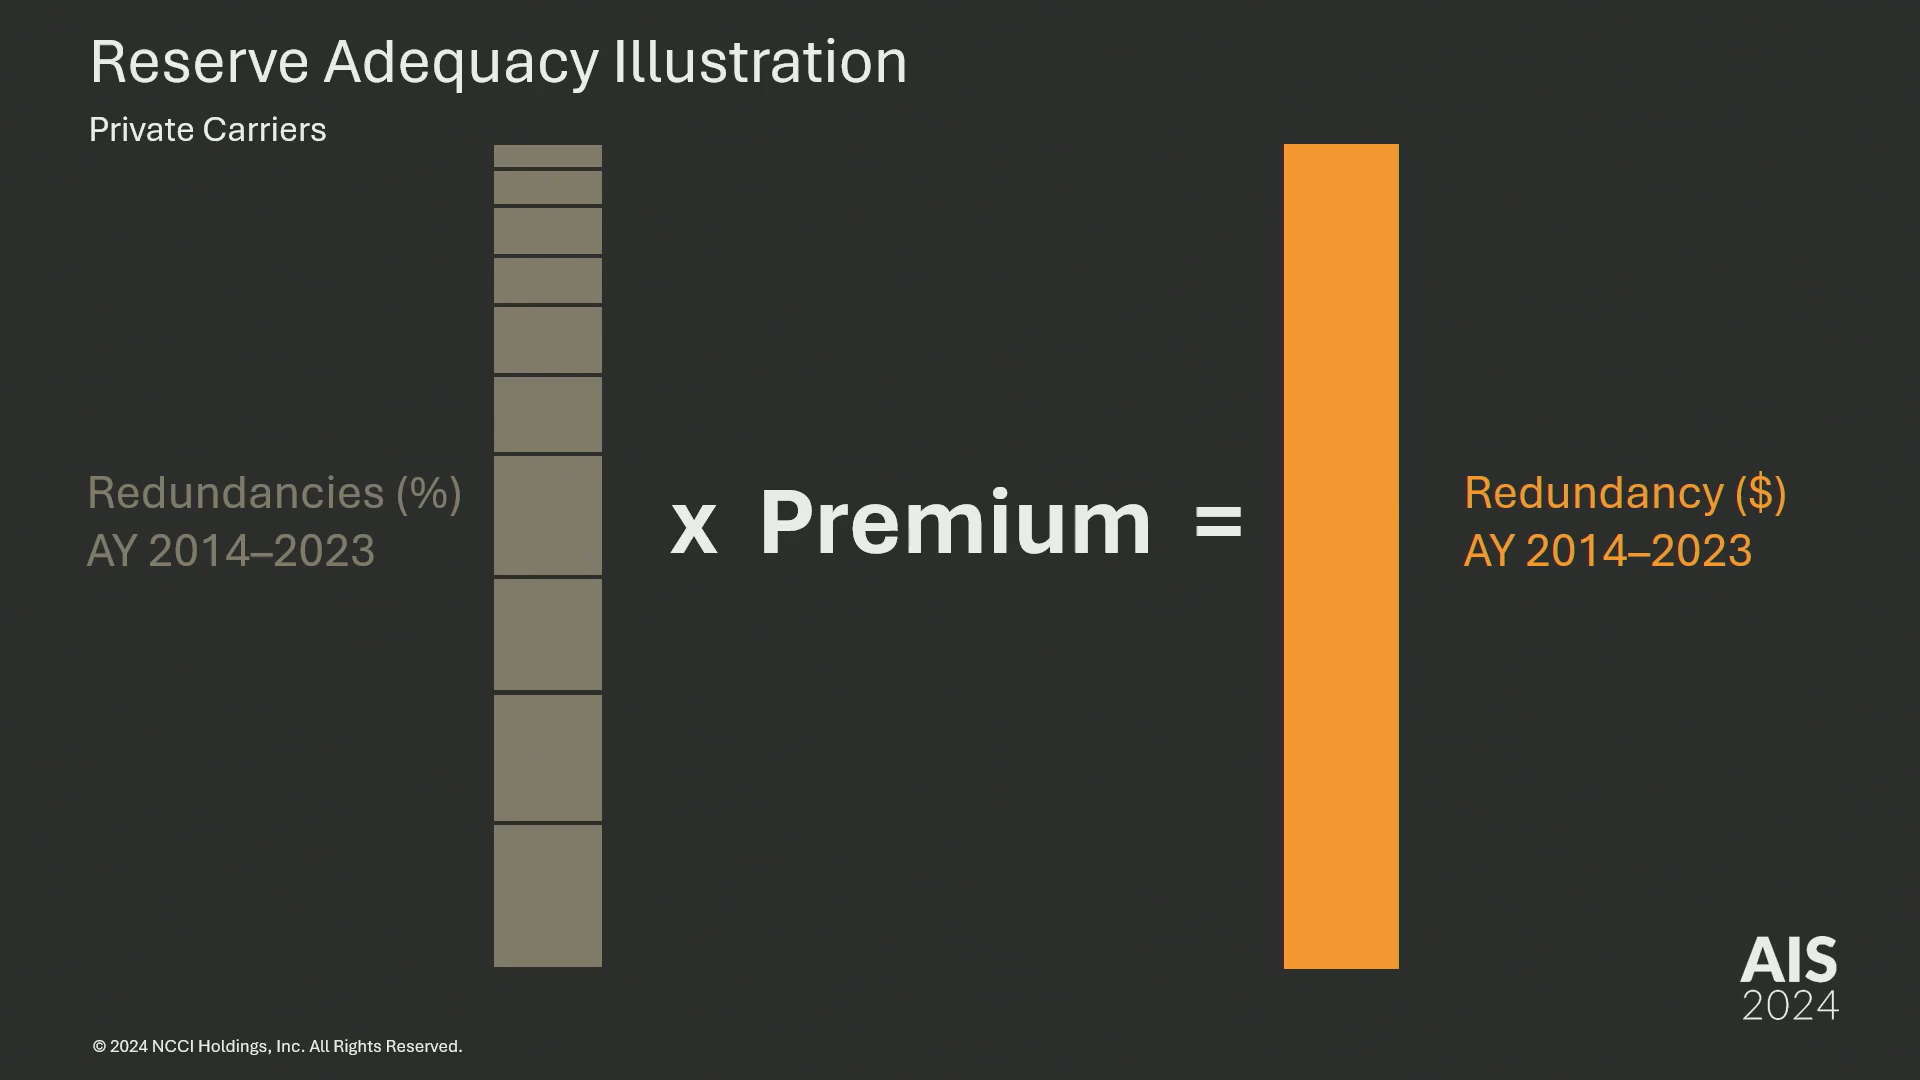 Reserve Adequacy Illustration
Private Carriers
Redundancies (%)
AY 2014–2023
x Premium =
Redundancy ($)
AY 2014–2023
AIS
2024
© 2024 NCCI Holdings, Inc. All Rights Reserved.